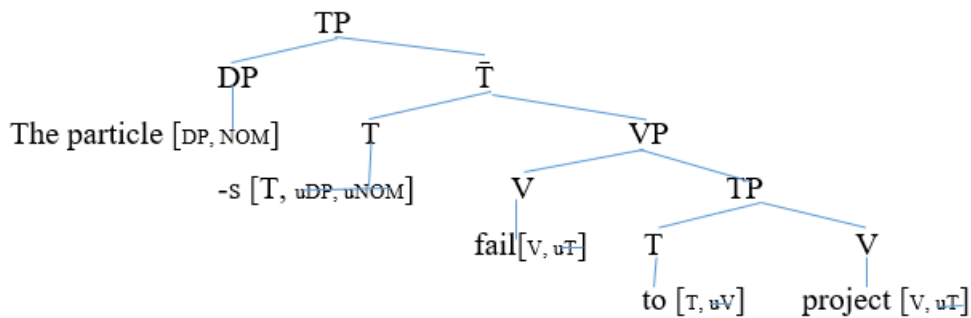 TP
DP T̄
The particle [DP, NOM] T VP
-s [T, uDP, uNOM] V TP
fail[V, uT] T V
to [T, uV] project [V, uT]